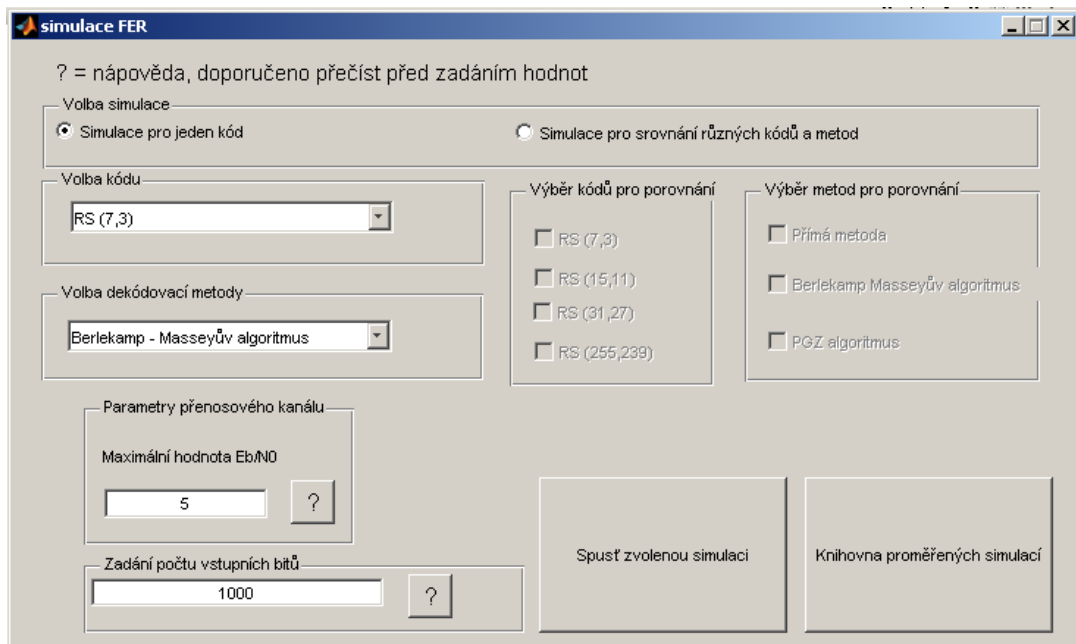 simulace FER
? = nápověda, doporučeno přečíst před zadáním hodnot
Volba simulace
Simulace pro jeden kód
Simulace pro srovnání různých kódů a metod
Volba kódu
RS (7,3)
Výběr kódů pro porovnání
RS (7,3)
RS (15,11)
RS (31,27)
RS (255,239)
Výběr metod pro porovnání
Přímá metoda
Berlekamp Masseyův algoritmus
PGZ algoritmus
Volba dekódovací metody
Berlekamp - Masseyův algoritmus
Parametry přenosového kanálu
Maximální hodnota Eb/N0
5
?
Zadání počtu vstupních bitů
1000
?
Spusť zvolenou simulaci
Knihovna proměřených simulací